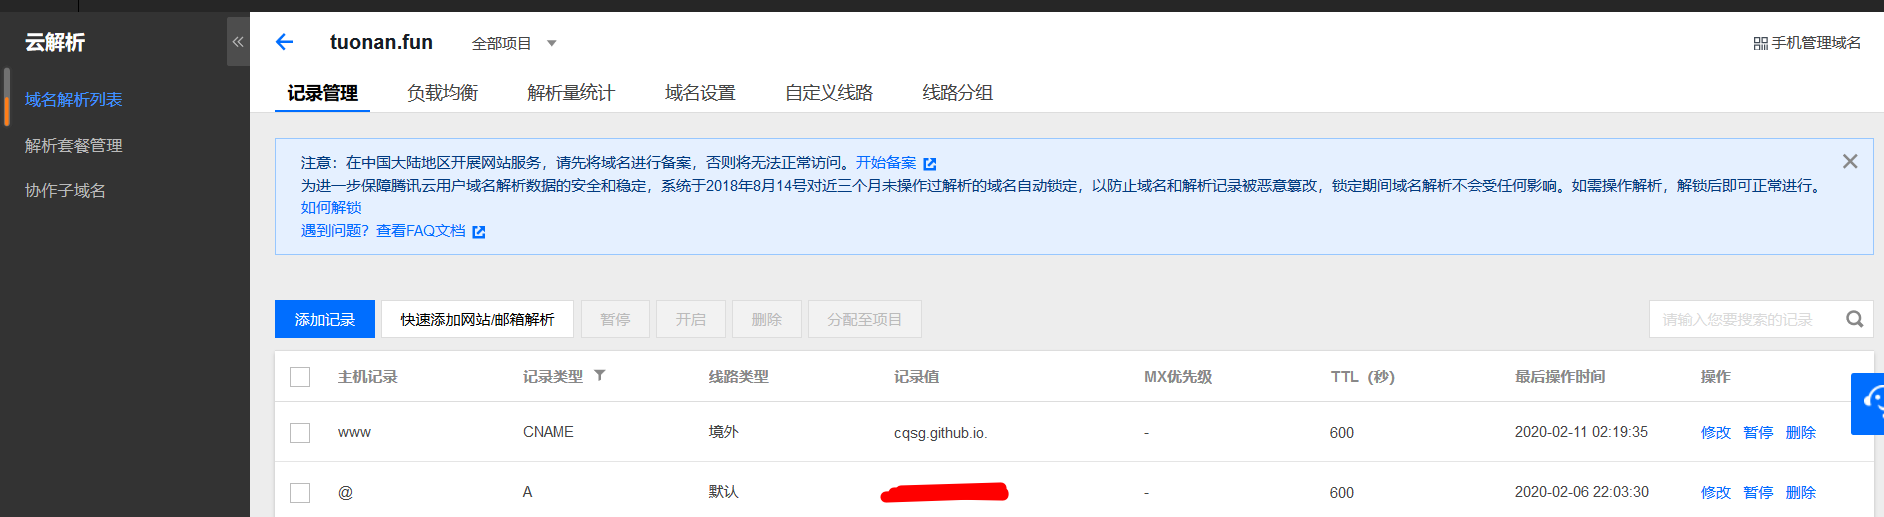 云解析
域名解析列表
解析套餐管理
协作子域名
tuonan.fun 全部项目
手机管理域名
记录管理 负载均衡 解析量统计 域名设置 自定义线路 线路分组
注意：在中国大陆地区开展网站服务，请先将域名进行备案，否则将无法正常访问。开始备案
为进一步保障腾讯云用户域名解析数据的安全和稳定，系统于2018年8月14号对近三个月未操作过解析的域名自动锁定，以防止域名和解析记录被恶意篡改，锁定期间域名解析不会受任何影响。如需操作解析，解锁后即可正常进行。
如何解锁
遇到问题？查看FAQ文档
添加记录 快速添加网站/邮箱解析 暂停 开启 删除 分配至项目 请输入您要搜索的记录
主机记录 记录类型 线路类型 记录值 MX优先级 TTL（秒） 最后操作时间 操作
www CNAME 境外 cqsg.github.io. - 600 2020-02-11 02:19:35 修改 暂停 删除
@ A 默认 - 600 2020-02-06 22:03:30 修改 暂停 删除